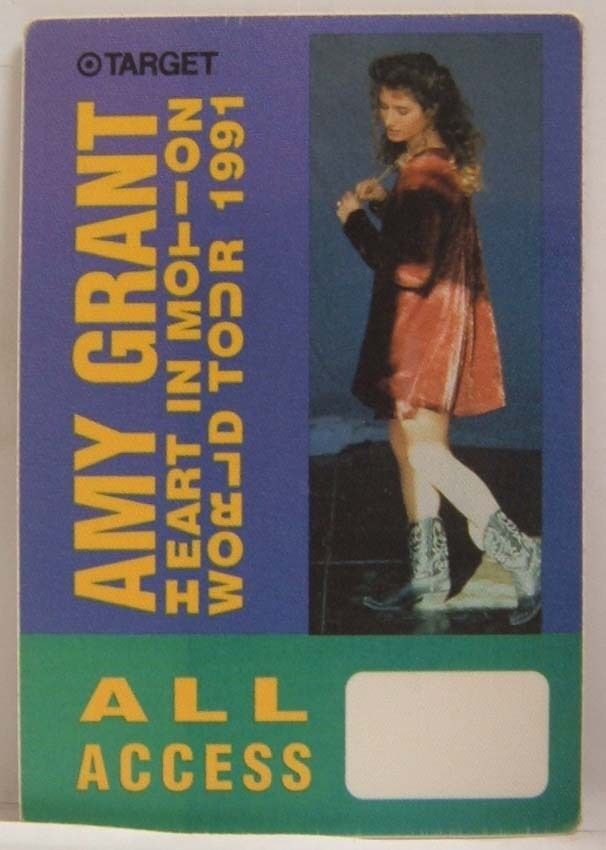 TARGET
AMY GRANT
HEART IN MOTION
WORLD TOUR 1991
ALL
ACCESS